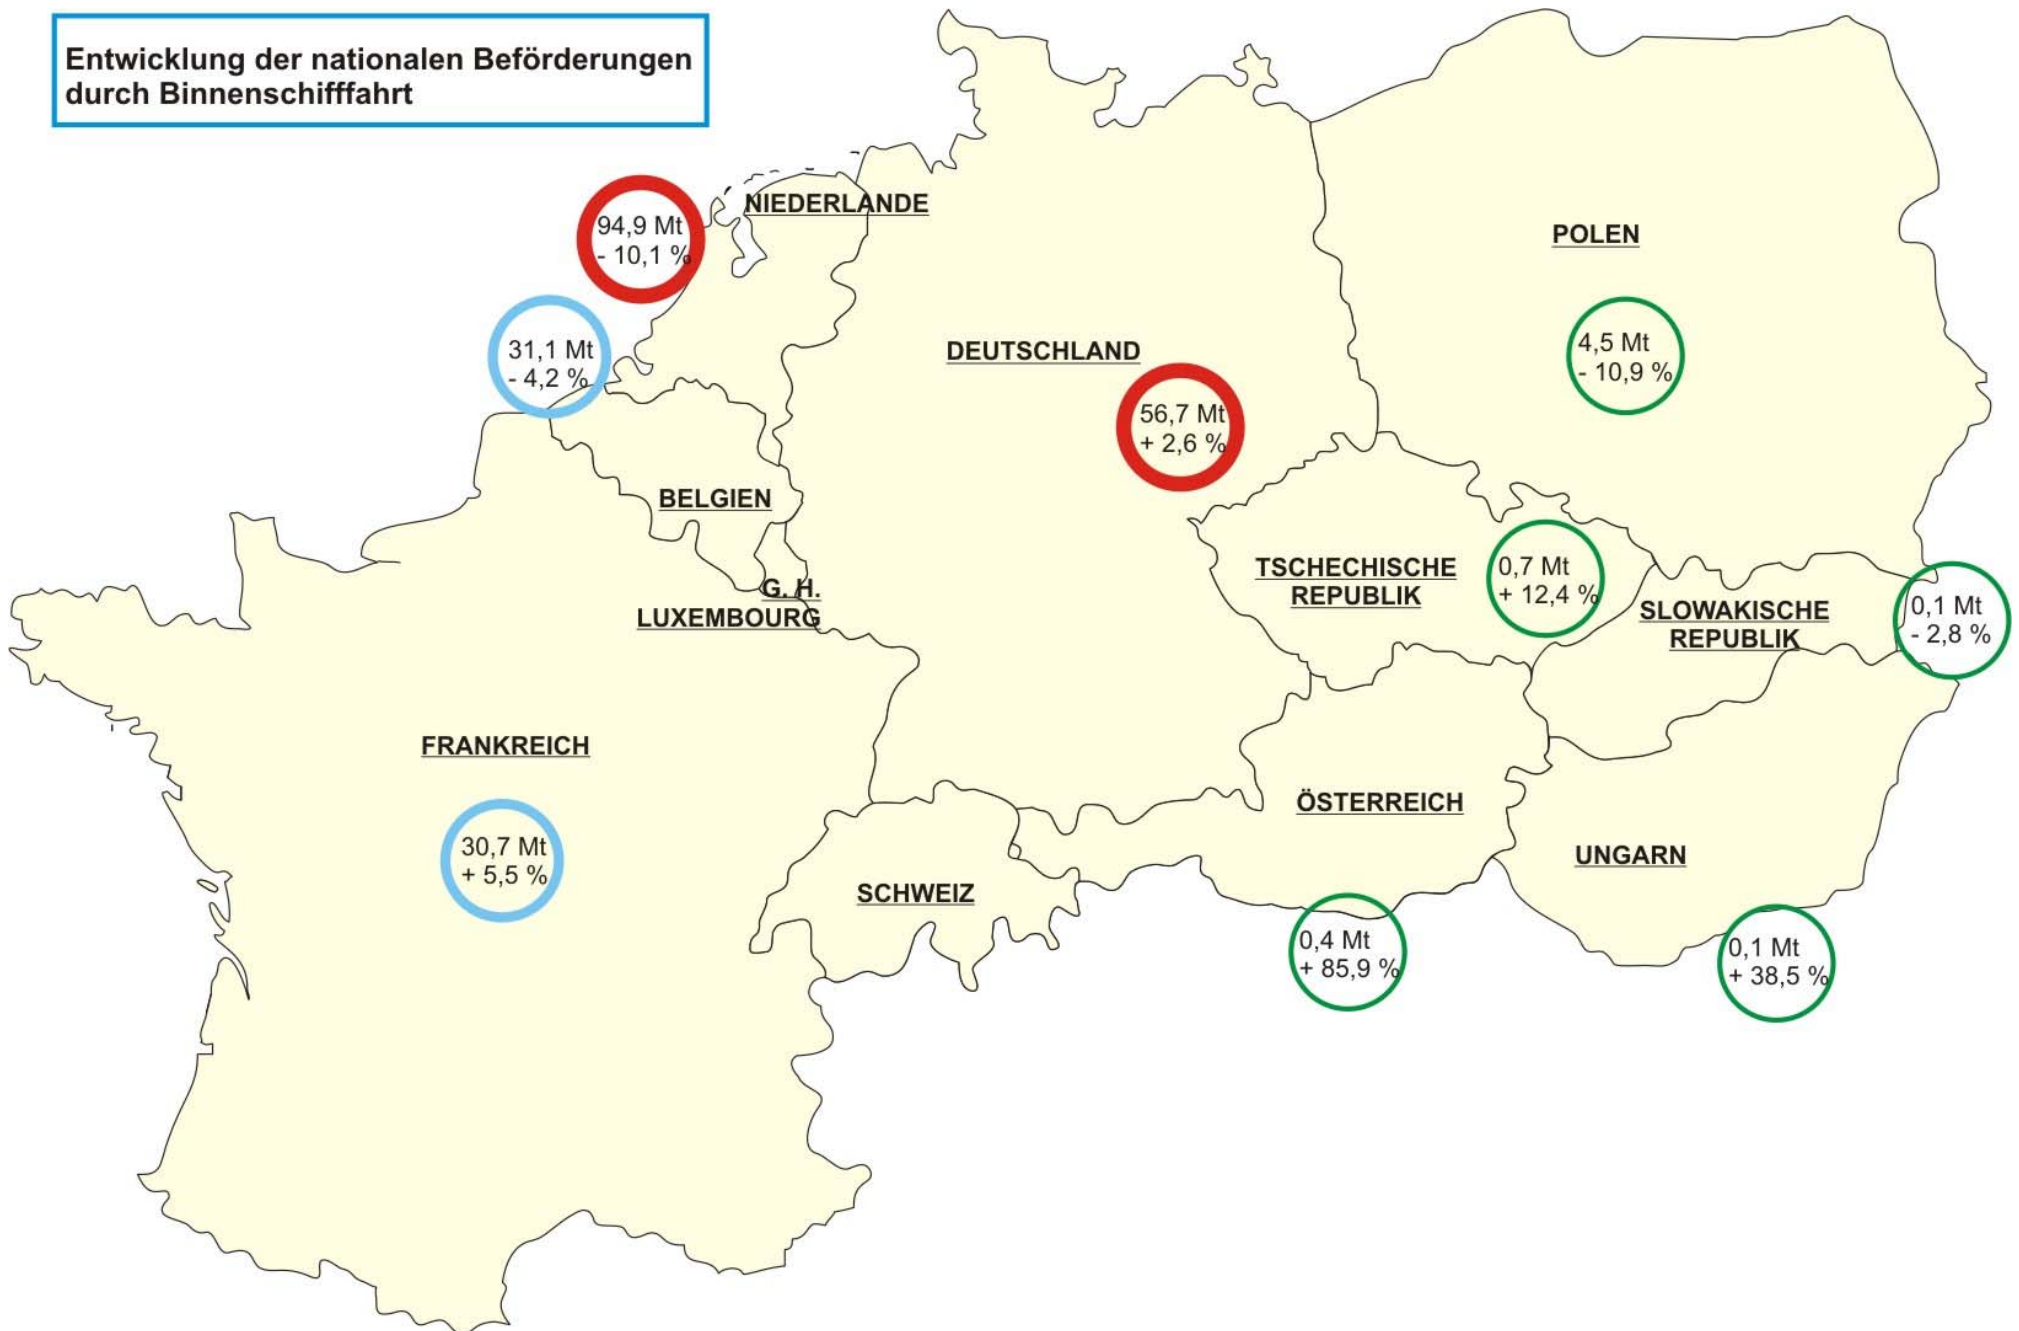 Entwicklung der nationalen Beförderungen
durch Binnenschifffahrt
NIEDERLANDE
94,9 Mt
- 10,1 %
POLEN
31,1 Mt
- 4,2 %
DEUTSCHLAND
4,5 Mt
- 10,9 %
56,7 Mt
+ 2,6 %
BELGIEN
TSCHECHISCHE
REPUBLIK
0,7 Mt
+ 12,4 %
G. H.
LUXEMBOURG
SLOWAKISCHE
REPUBLIK
0,1 Mt
- 2,8 %
FRANKREICH
30,7 Mt
+ 5,5 %
ÖSTERREICH
UNGARN
SCHWEIZ
0,4 Mt
+ 85,9 %
0,1 Mt
+ 38,5 %